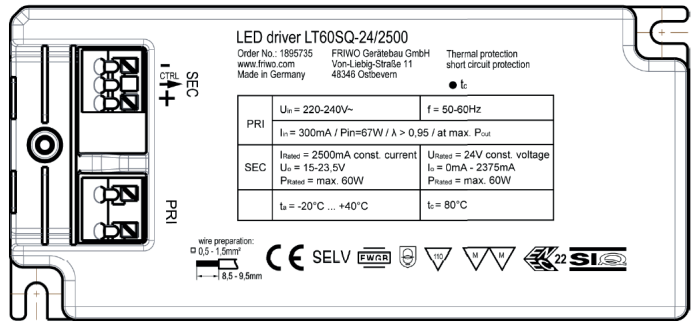 LED driver LT60SQ-24/2500
Order No.: 1895735
www.friwo.com
Made in Germany
FRIWO Gerätebau GmbH
Von-Liebig-Straße 11
48346 Ostbevern
Thermal protection
short circuit protection
tc
-
CTRL
+
SEC
PRI
PRI
Uin = 220-240V~
f = 50-60Hz
Iin = 300mA / Pin=67W / λ > 0,95 / at max. Pout
SEC
IRated = 2500mA const. current
Uo = 15-23,5V
PRated = max. 60W
URated = 24V const. voltage
Io = 0mA - 2375mA
PRated = max. 60W
ta = -20°C ... +40°C
tc = 80°C
wire preparation:
0,5 - 1,5mm²
8,5 - 9,5mm
CE
SELV
FWGB
110
M
M
22
SIQ